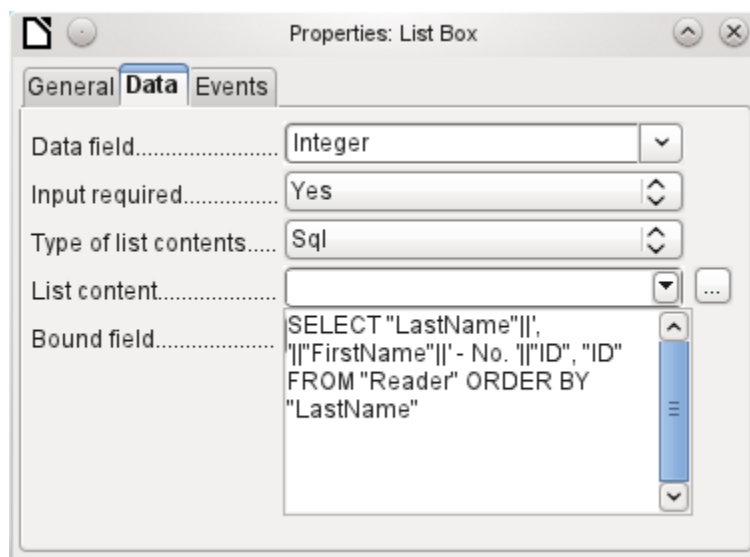 Properties: List Box
General Data Events
Data field....................... Integer
Input required................ Yes
Type of list contents..... Sql
List content.................... ...
Bound field....................
SELECT "LastName"||',
'||"FirstName"||' - No. '||"ID", "ID"
FROM "Reader" ORDER BY
"LastName"